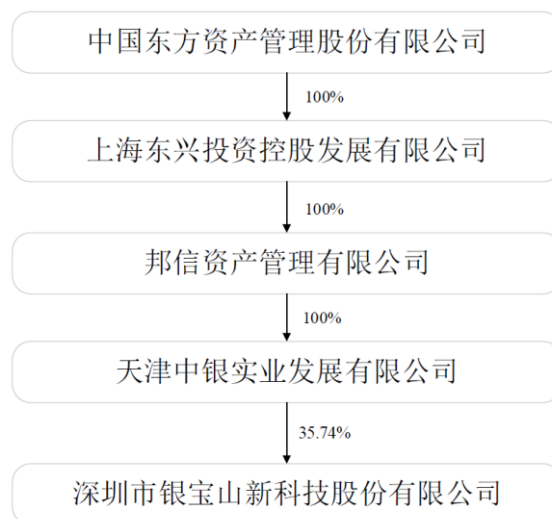 中国东方资产管理股份有限公司
100%
上海东兴投资控股发展有限公司
100%
邦信资产管理有限公司
100%
天津中银实业发展有限公司
35.74%
深圳市银宝山新科技股份有限公司